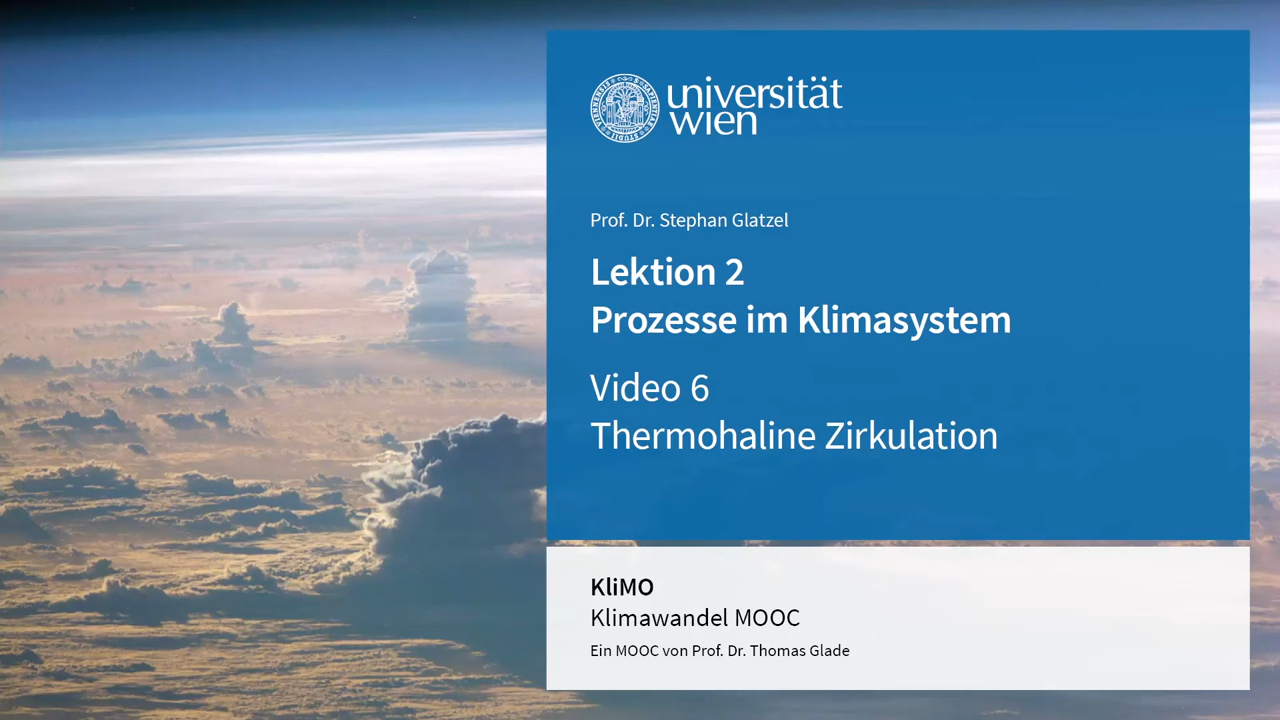 universität
wien
Prof. Dr. Stephan Glatzel
Lektion 2
Prozesse im Klimasystem
Video 6
Thermohaline Zirkulation
KliMO
Klimawandel MOOC
Ein MOOC von Prof. Dr. Thomas Glade